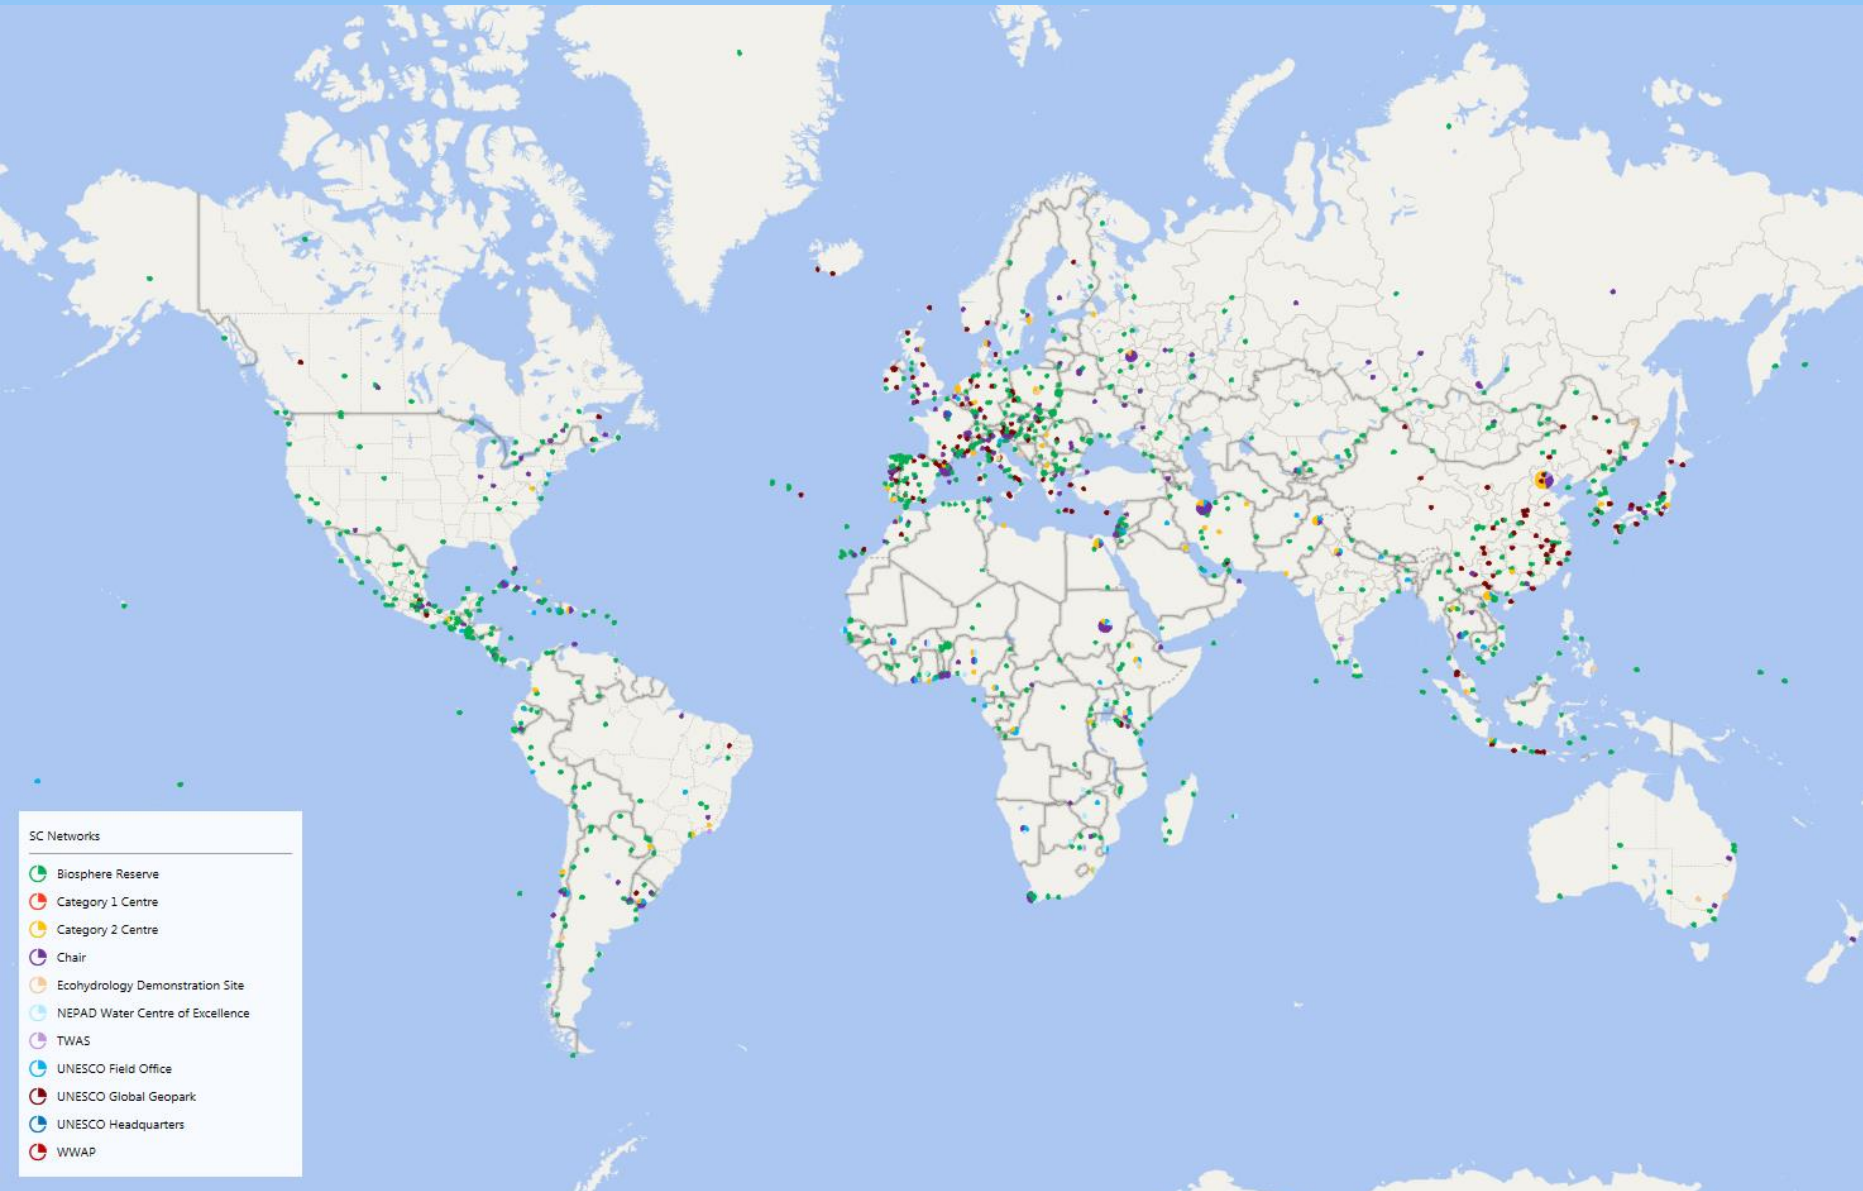 SC Networks
Biosphere Reserve
Category 1 Centre
Category 2 Centre
Chair
Ecohydrology Demonstration Site
NEPAD Water Centre of Excellence
TWAS
UNESCO Field Office
UNESCO Global Geopark
UNESCO Headquarters
WWAP